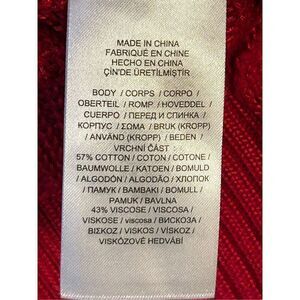 MADE IN CHINA
FABRIQUÉ EN CHINE
HECHO EN CHINA
ÇİN'DE ÜRETİLMİŞTİR
BODY / CORPS / CORPO /
OBERTEIL / ROMP / HOVEDDEL /
CUERPO / ПЕРЕД И СПИНКА /
КОРПУС / ΣΩΜΑ / BRUK (KROPP)
/ ANVÄND (KROPP) / BEDEN /
VRCHNÍ ČÁST :
57% COTTON / COTON / COTONE /
BAUMWOLLE / KATOEN / BOMULD
/ ALGODÓN / ALGODÃO / ХЛОПОК
/ ПАМУК / ΒΑΜΒΑΚΙ / BOMULL /
PAMUK / BAVLNA
43% VISCOSE / VISCOSA /
VISKOSE / viscose / ВИСКОЗА /
ΒΙΣΚΟΖ / VISKOS / VİSKOZ /
VISKÓZOVÉ HEDVÁBÍ